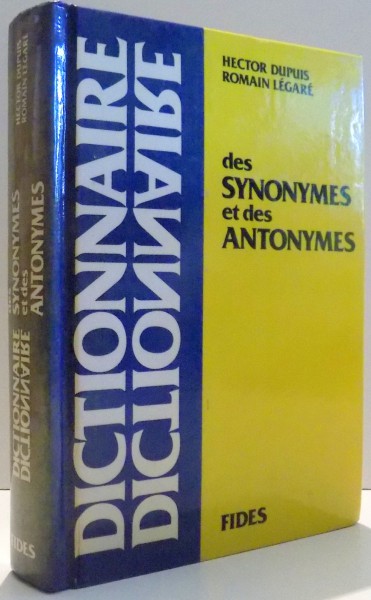 HECTOR DUPUIS
ROMAIN LÉGARÉ
DICTIONNAIRE
DICTIONNAIRE
des
SYNONYMES
et des
ANTONYMES
FIDES
HECTOR DUPUIS
ROMAIN LÉGARÉ
DICTIONNAIRE
DICTIONNAIRE
des
SYNONYMES
et des
ANTONYMES
FIDES